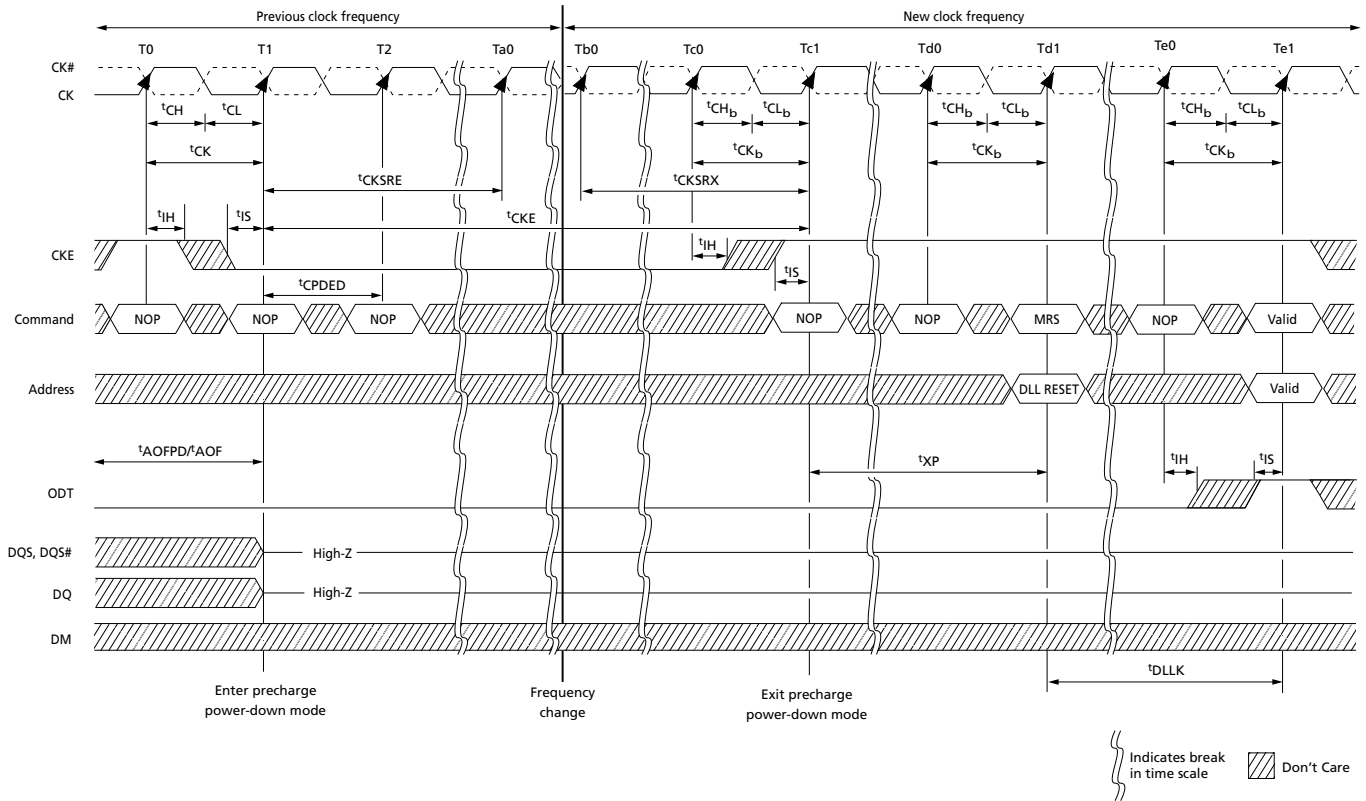 Previous clock frequency New clock frequency
T0 T1 T2 Ta0 Tb0 Tc0 Tc1 Td0 Td1 Te0 Te1
CK#
CK
tCH tCL tCHb tCLb tCHb tCLb tCHb tCLb
tCK tCKb tCKb tCKb
tCKSRE tCKSRX
tIH tIS tCKE
CKE tIH
tIS
tCPDED
Command NOP NOP NOP NOP NOP MRS NOP Valid
Address DLL RESET Valid
tAOFPD/tAOF tXP tIH tIS
ODT
DQS, DQS# High-Z
DQ High-Z
DM
tDLLK
Enter precharge
power-down mode
Frequency
change
Exit precharge
power-down mode
Indicates break
in time scale
Don't Care